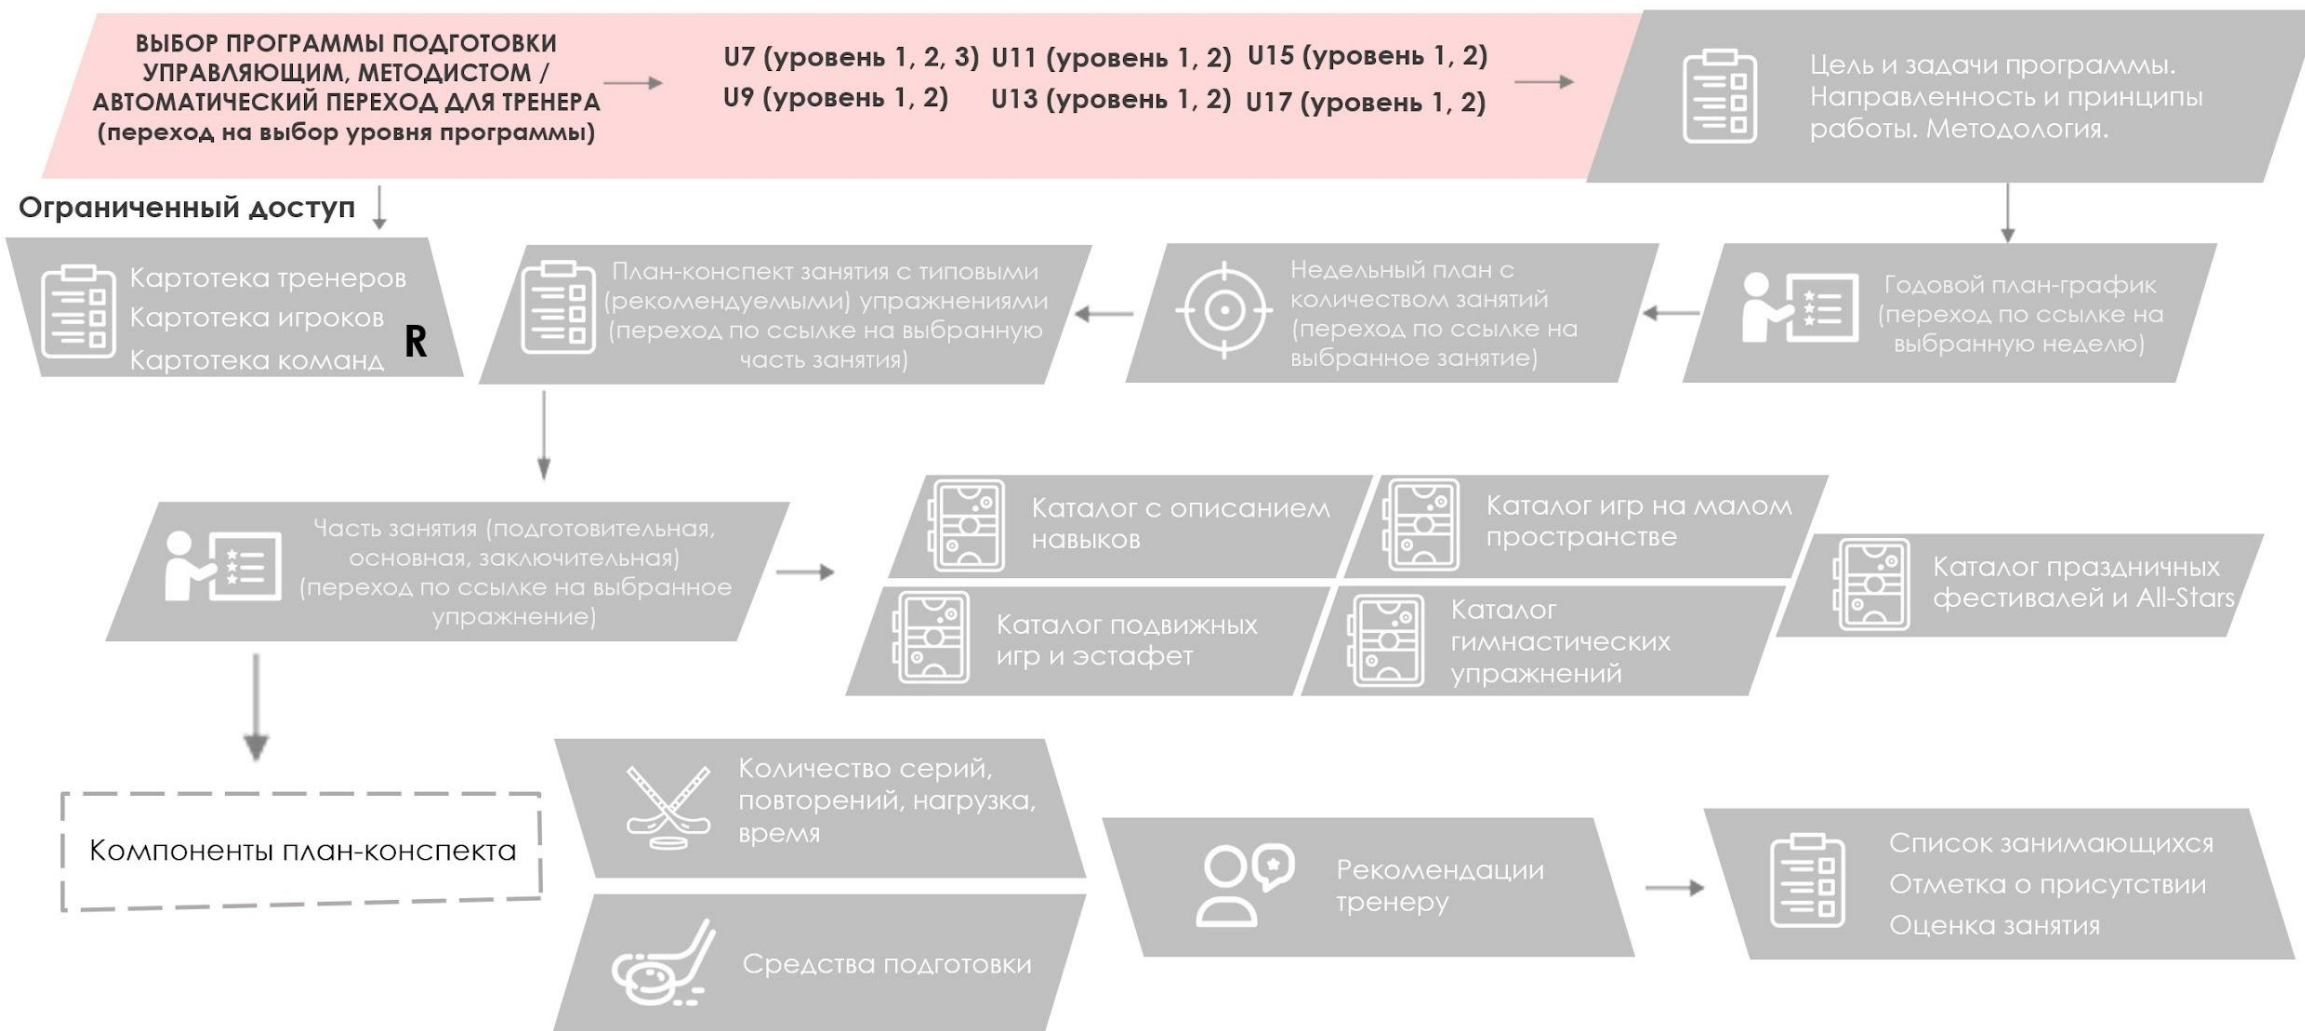 ВЫБОР ПРОГРАММЫ ПОДГОТОВКИ
УПРАВЛЯЮЩИМ, МЕТОДИСТОМ /
АВТОМАТИЧЕСКИЙ ПЕРЕХОД ДЛЯ ТРЕНЕРА
(переход на выбор уровня программы)
U7 (уровень 1, 2, 3) U11 (уровень 1, 2) U15 (уровень 1, 2)
U9 (уровень 1, 2) U13 (уровень 1, 2) U17 (уровень 1, 2)
Цель и задачи программы.
Направленность и принципы
работы. Методология.
Ограниченный доступ
Картотека тренеров
Картотека игроков
Картотека команд
R
План-конспект занятия с типовыми
(рекомендуемыми) упражнениями
(переход по ссылке на выбранную
часть занятия)
Недельный план с
количеством занятий
(переход по ссылке на
выбранное занятие)
Годовой план-график
(переход по ссылке на
выбранную неделю)
Часть занятия (подготовительная,
основная, заключительная)
(переход по ссылке на выбранное
упражнение)
Каталог с описанием
навыков
Каталог игр на малом
пространстве
Каталог подвижных
игр и эстафет
Каталог
гимнастических
упражнений
Каталог праздничных
фестивалей и All-Stars
Компоненты план-конспекта
Количество серий,
повторений, нагрузка,
время
Средства подготовки
Рекомендации
тренеру
Список занимающихся
Отметка о присутствии
Оценка занятия